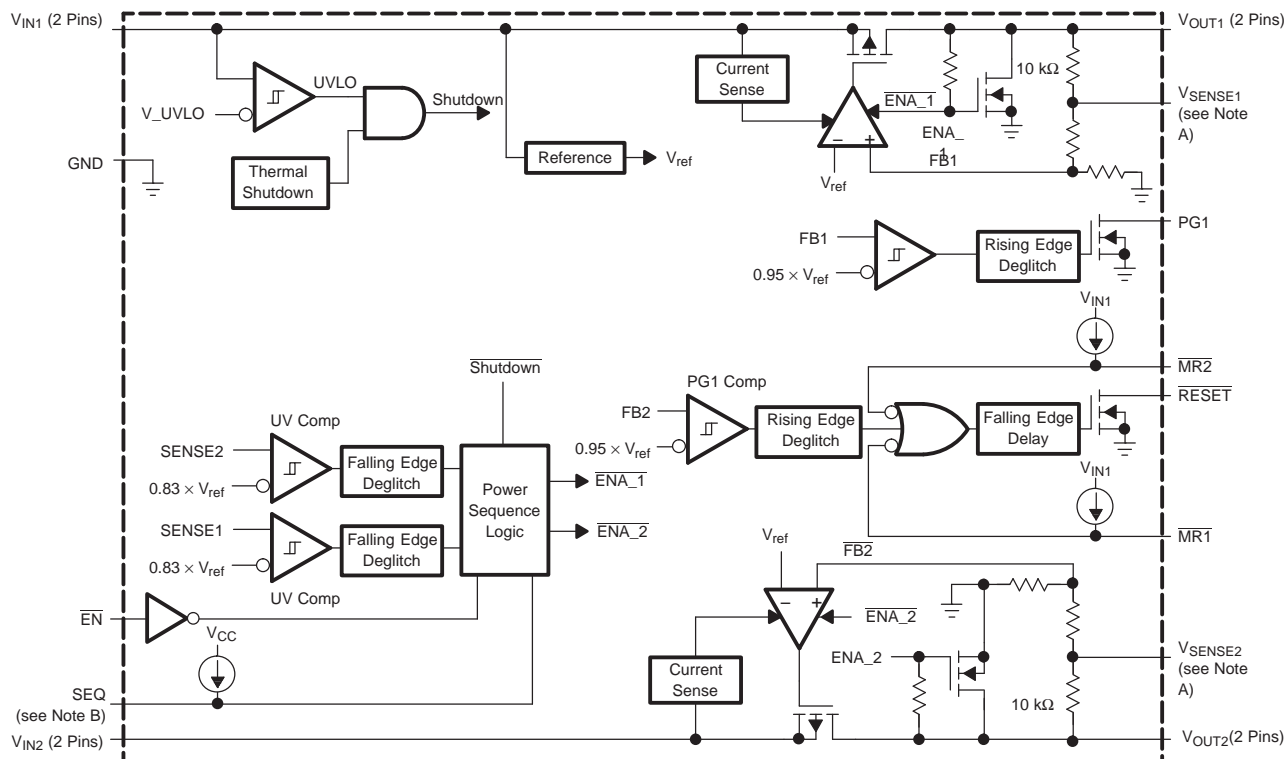 V_IN1 (2 Pins)
V_OUT1 (2 Pins)
Current
Sense
10 kΩ
UVLO
Shutdown
V_UVLO
ENA_1
ENA_
1
FB1
V_SENSE1
(see Note
A)
GND
Thermal
Shutdown
Reference
V_ref
V_ref
PG1
FB1
0.95 × V_ref
Rising Edge
Deglitch
V_IN1
MR2
Shutdown
PG1 Comp
RESET
FB2
0.95 × V_ref
Rising Edge
Deglitch
Falling Edge
Delay
UV Comp
SENSE2
0.83 × V_ref
Falling Edge
Deglitch
Power
Sequence
Logic
ENA_1
ENA_2
V_IN1
SENSE1
0.83 × V_ref
Falling Edge
Deglitch
UV Comp
MR1
V_ref
FB2
EN
V_CC
ENA_2
ENA_2
V_SENSE2
(see Note
A)
Current
Sense
10 kΩ
SEQ
(see Note B)
V_IN2 (2 Pins)
V_OUT2 (2 Pins)